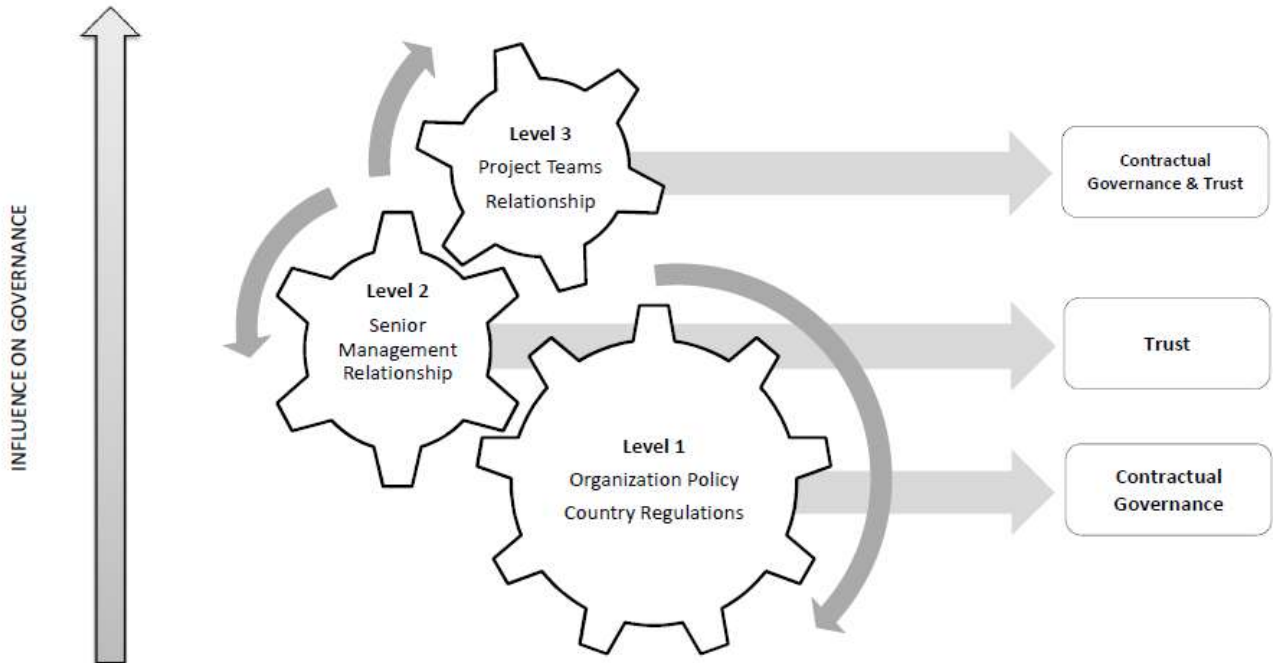 INFLUENCE ON GOVERNANCE
Level 3
Project Teams
Relationship
Contractual
Governance & Trust
Level 2
Senior
Management
Relationship
Trust
Level 1
Organization Policy
Country Regulations
Contractual
Governance